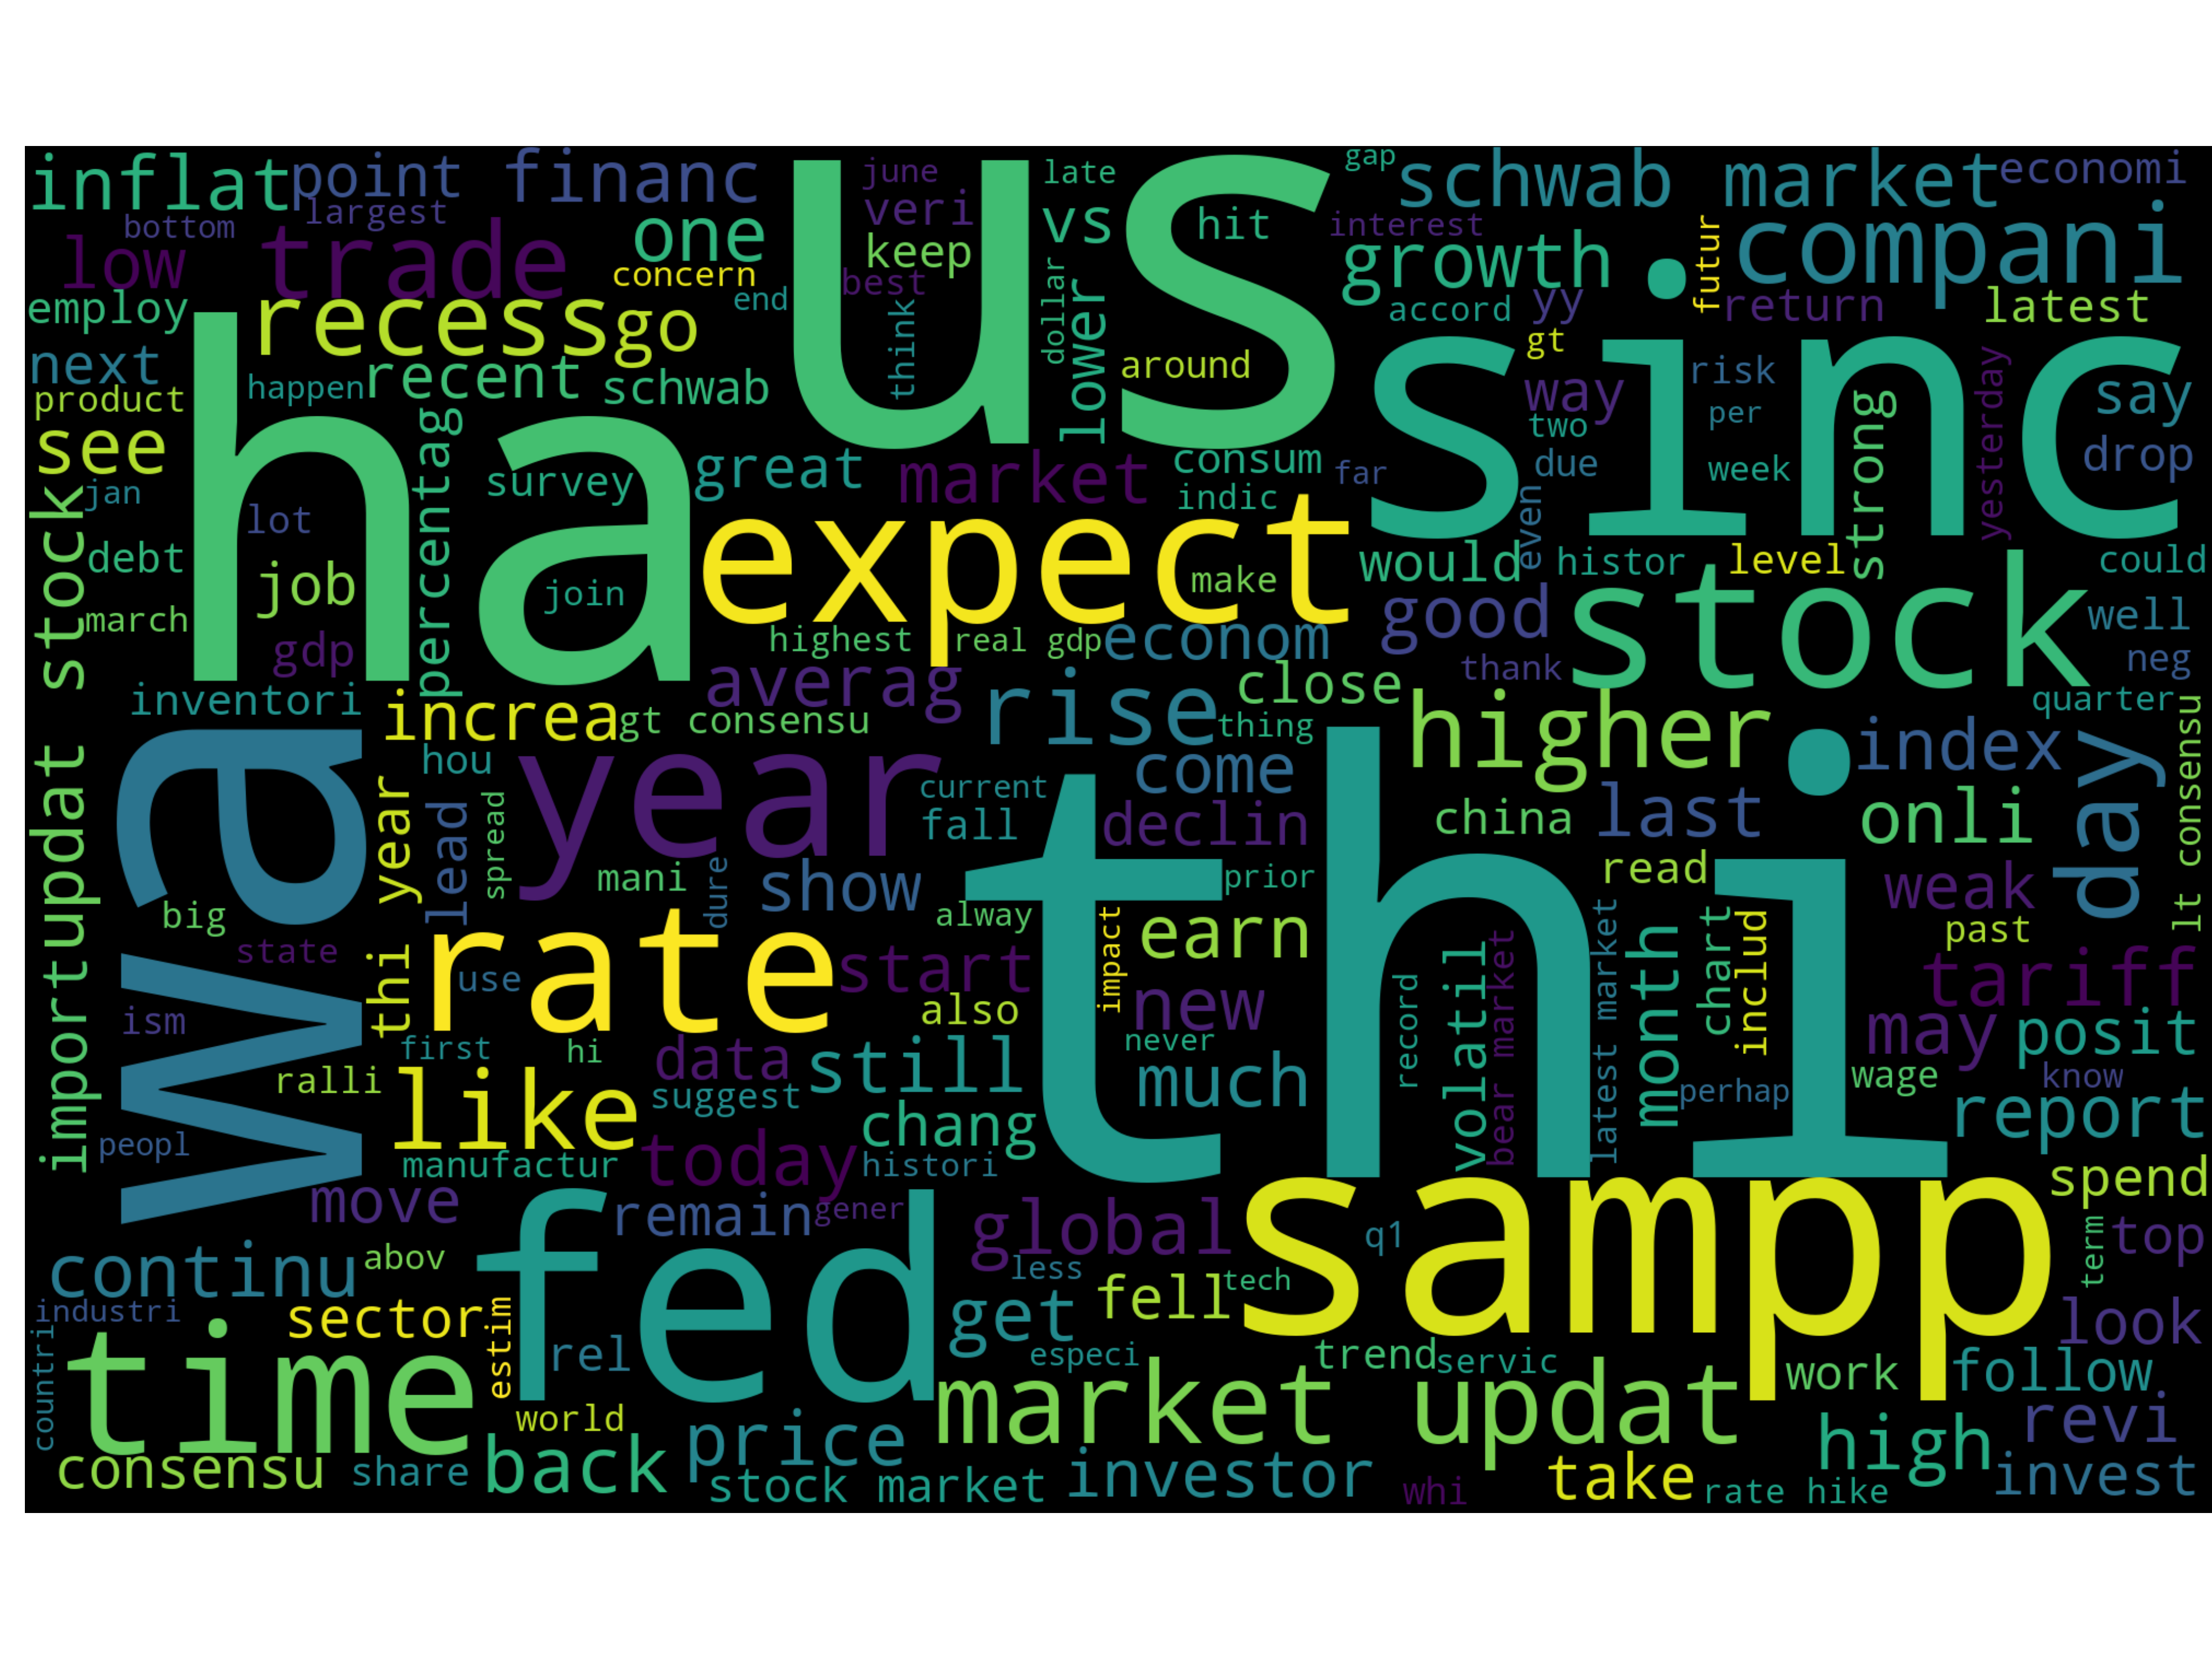 inflat
point
financ
us
june
late
gap
schwab market
economi
bottom
largest
one
veri
vs
hit
interest
futur
compani
low
trade
concern
keep
growth
sinc
employ
recess
go
end
best
dollar
lower
accord
yy
return
latest
next
happen
recent
schwab
think
around
gt
way
risk
yesterday
say
product
ha
percentag
two
per
strong
see
survey
great
market
consum
far
due
week
drop
jan
lot
expect
indic
even
importupdat stock
debt
job
join
make
would
histor
level
stock
could
march
gdp
highest
real gdp
econom
good
well
inventori
averag
rise
close
thank
neg
increa
gt consensu
thing
higher
quarter
wa
hou
year
come
index
day
lt consensu
thi year
lead
spread
current
fall
declin
thi
china
last
onli
big
mani
dure
show
prior
read
weak
state
rate
start
alway
impact
earn
volatil
bear market
latest market
month
chart
includ
past
ism
use
also
new
record
tariff
first
hi
data
still
never
may
posit
ralli
like
suggest
much
perhap
wage
know
peopl
manufactur
today
chang
histori
report
move
fed
remain
gener
global
sampp
spend
continu
abov
less
q1
term
top
industri
sector
estim
get
fell
tech
look
countri
time
rel
especi
trend
servic
work
follow
world
price
market updat
revi
consensu
share
back
stock market
investor
whi
take
rate hike
high
invest